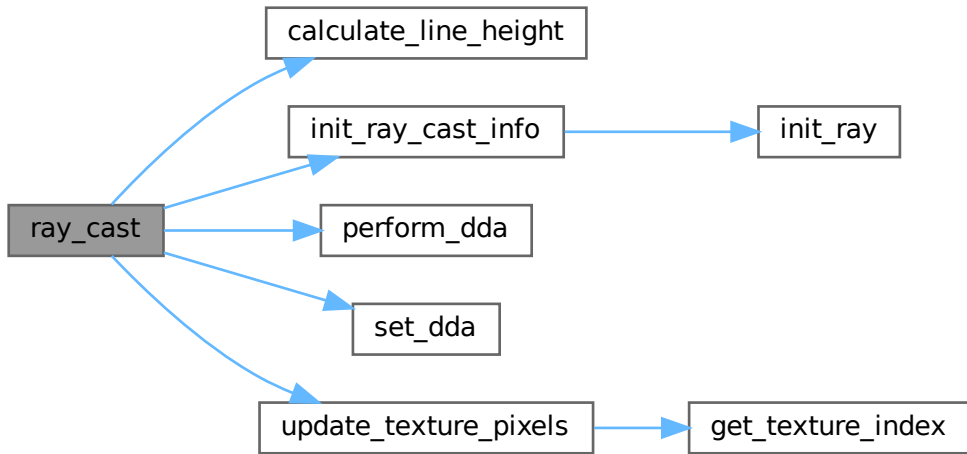 calculate_line_height
init_ray_cast_info
init_ray
ray_cast
perform_dda
set_dda
update_texture_pixels
get_texture_index